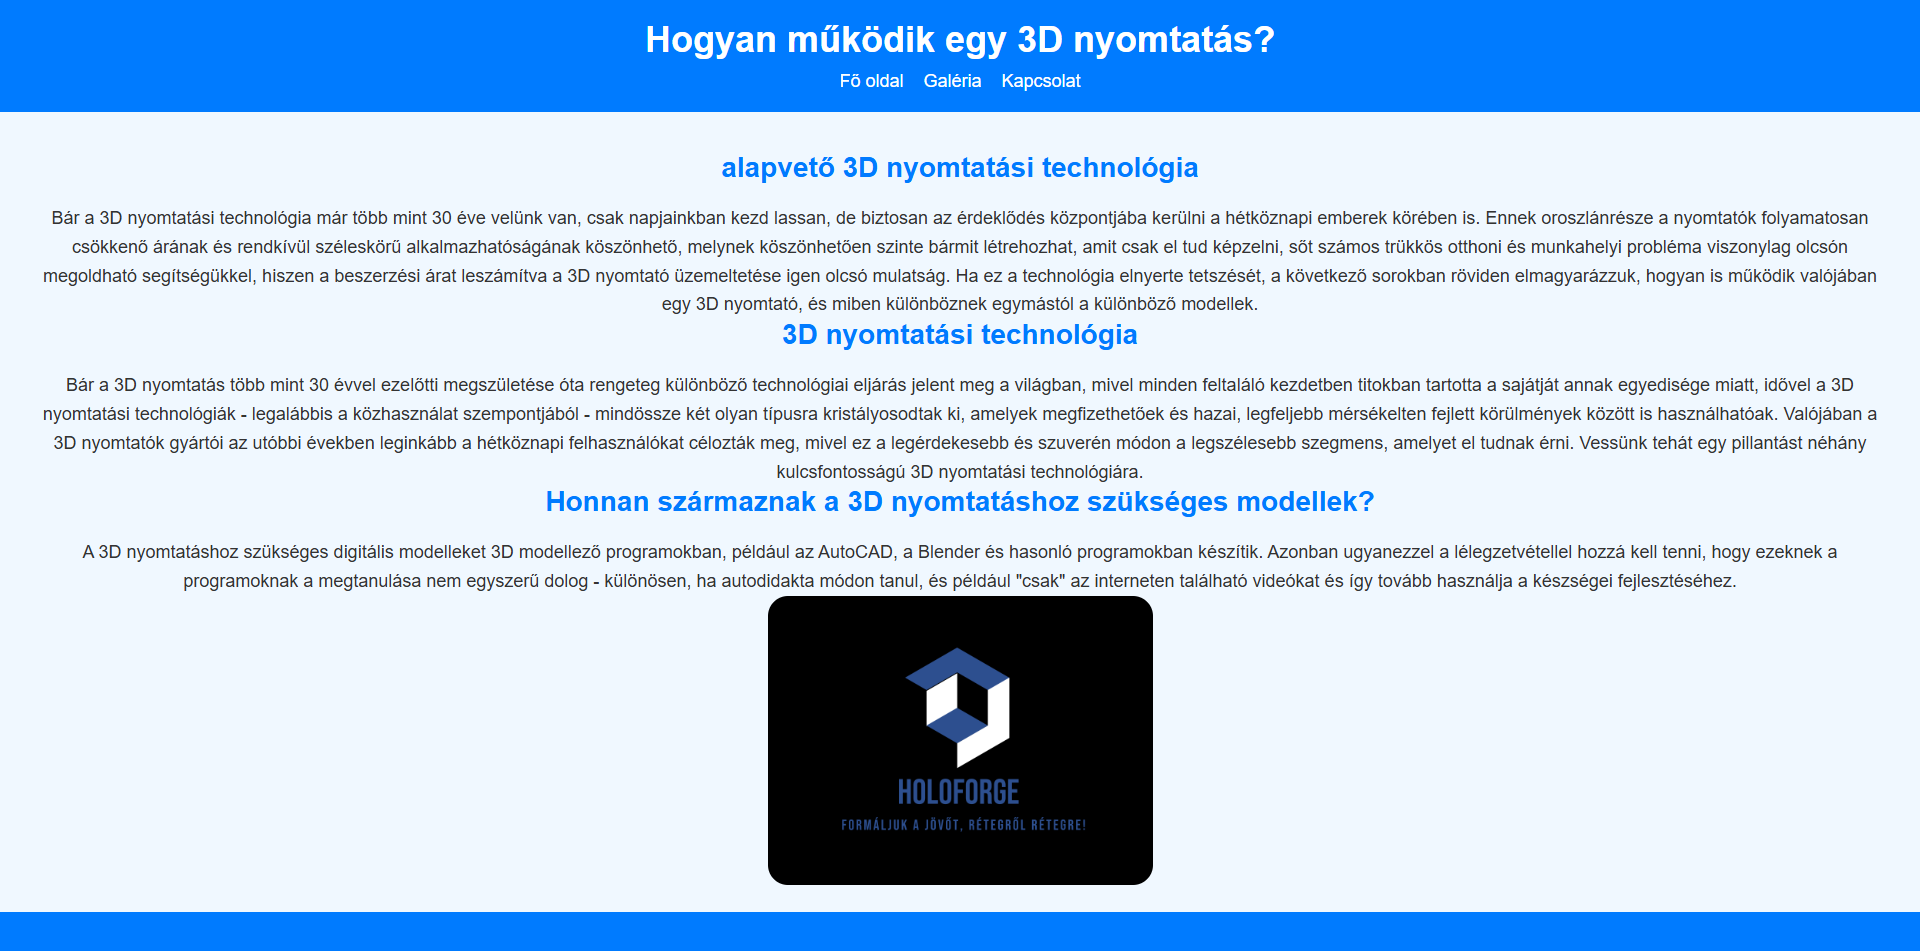 Hogyan működik egy 3D nyomtatás?
Fő oldal Galéria Kapcsolat
alapvető 3D nyomtatási technológia
Bár a 3D nyomtatási technológia már több mint 30 éve velünk van, csak napjainkban kezd lassan, de biztosan az érdeklődés központjába kerülni a hétköznapi emberek körében is. Ennek oroszlánrésze a nyomtatók folyamatosan
csökkenő árának és rendkívül széleskörű alkalmazhatóságának köszönhető, melynek köszönhetően szinte bármit létrehozhat, amit csak el tud képzelni, sőt számos trükkös otthoni és munkahelyi probléma viszonylag olcsón
megoldható segítségükkel, hiszen a beszerzési árat leszámítva a 3D nyomtató üzemeltetése igen olcsó mulatság. Ha ez a technológia elnyerte tetszését, a következő sorokban röviden elmagyarázzuk, hogyan is működik valójában
egy 3D nyomtató, és miben különböznek egymástól a különböző modellek.
3D nyomtatási technológia
Bár a 3D nyomtatás több mint 30 évvel ezelőtti megszületése óta rengeteg különböző technológiai eljárás jelent meg a világban, mivel minden feltaláló kezdetben titokban tartotta a sajátját annak egyedisége miatt, idővel a 3D
nyomtatási technológiák - legalábbis a közhasználat szempontjából - mindössze két olyan típusra kristályosodtak ki, amelyek megfizethetőek és hazai, legfeljebb mérsékelten fejlett körülmények között is használhatóak. Valójában a
3D nyomtatók gyártói az utóbbi években leginkább a hétköznapi felhasználókat célozták meg, mivel ez a legérdekesebb és szuverén módon a legszélesebb szegmens, amelyet el tudnak érni. Vessünk tehát egy pillantást néhány
kulcsfontosságú 3D nyomtatási technológiára.
Honnan származnak a 3D nyomtatáshoz szükséges modellek?
A 3D nyomtatáshoz szükséges digitális modelleket 3D modellező programokban, például az AutoCAD, a Blender és hasonló programokban készítik. Azonban ugyanezzel a lélegzetvétellel hozzá kell tenni, hogy ezeknek a
programoknak a megtanulása nem egyszerű dolog - különösen, ha autodidakta módon tanul, és például "csak" az interneten található videókat és így tovább használja a készségei fejlesztéséhez.
HOLOFORGE
FORMÁLJUK A JÖVŐT, RÉTEGRŐL RÉTEGRE!